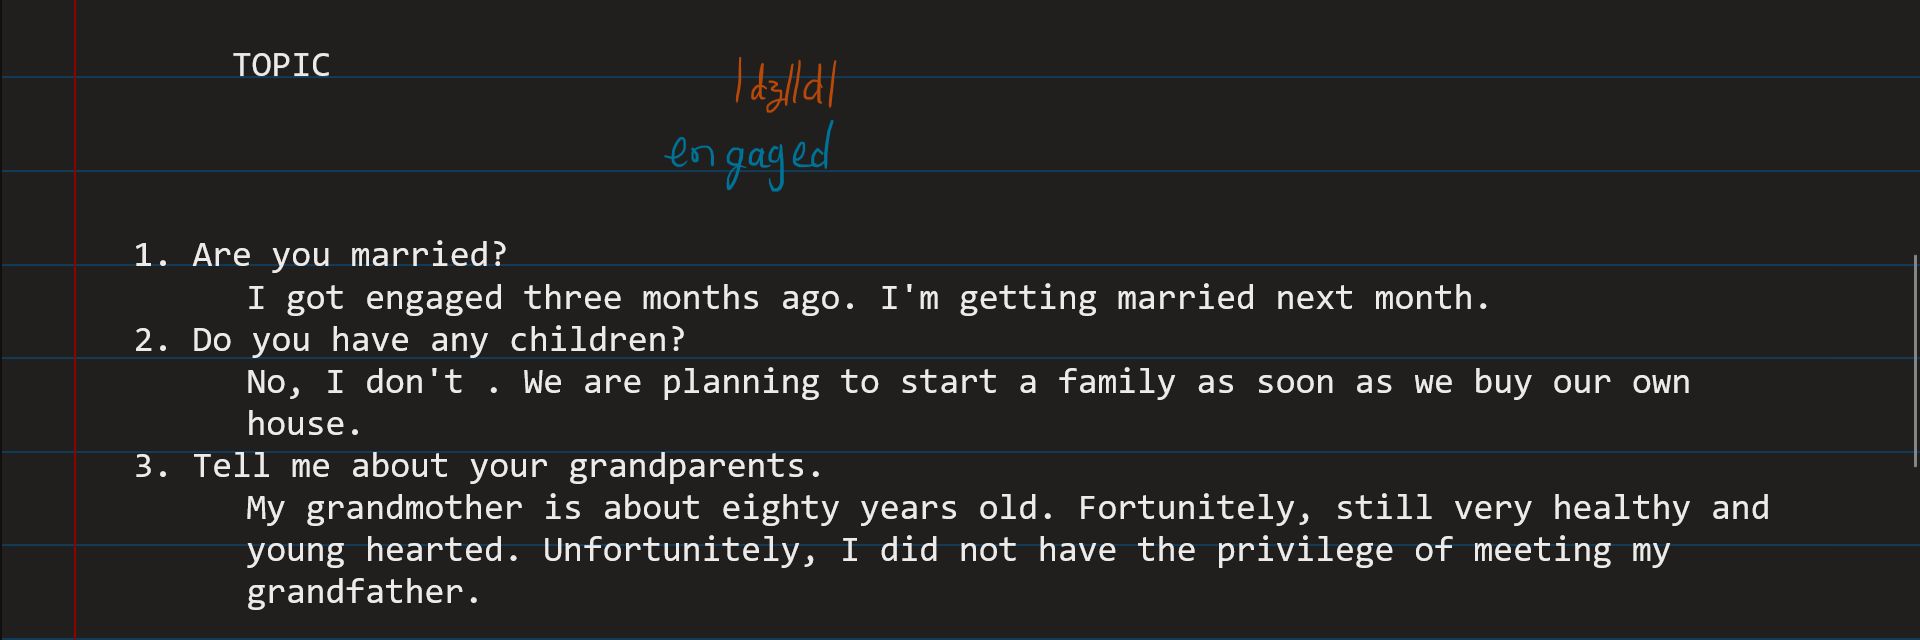 TOPIC
/dʒ//d/
engaged
1. Are you married?
I got engaged three months ago. I'm getting married next month.
2. Do you have any children?
No, I don't . We are planning to start a family as soon as we buy our own
house.
3. Tell me about your grandparents.
My grandmother is about eighty years old. Fortunitely, still very healthy and
young hearted. Unfortunitely, I did not have the privilege of meeting my
grandfather.